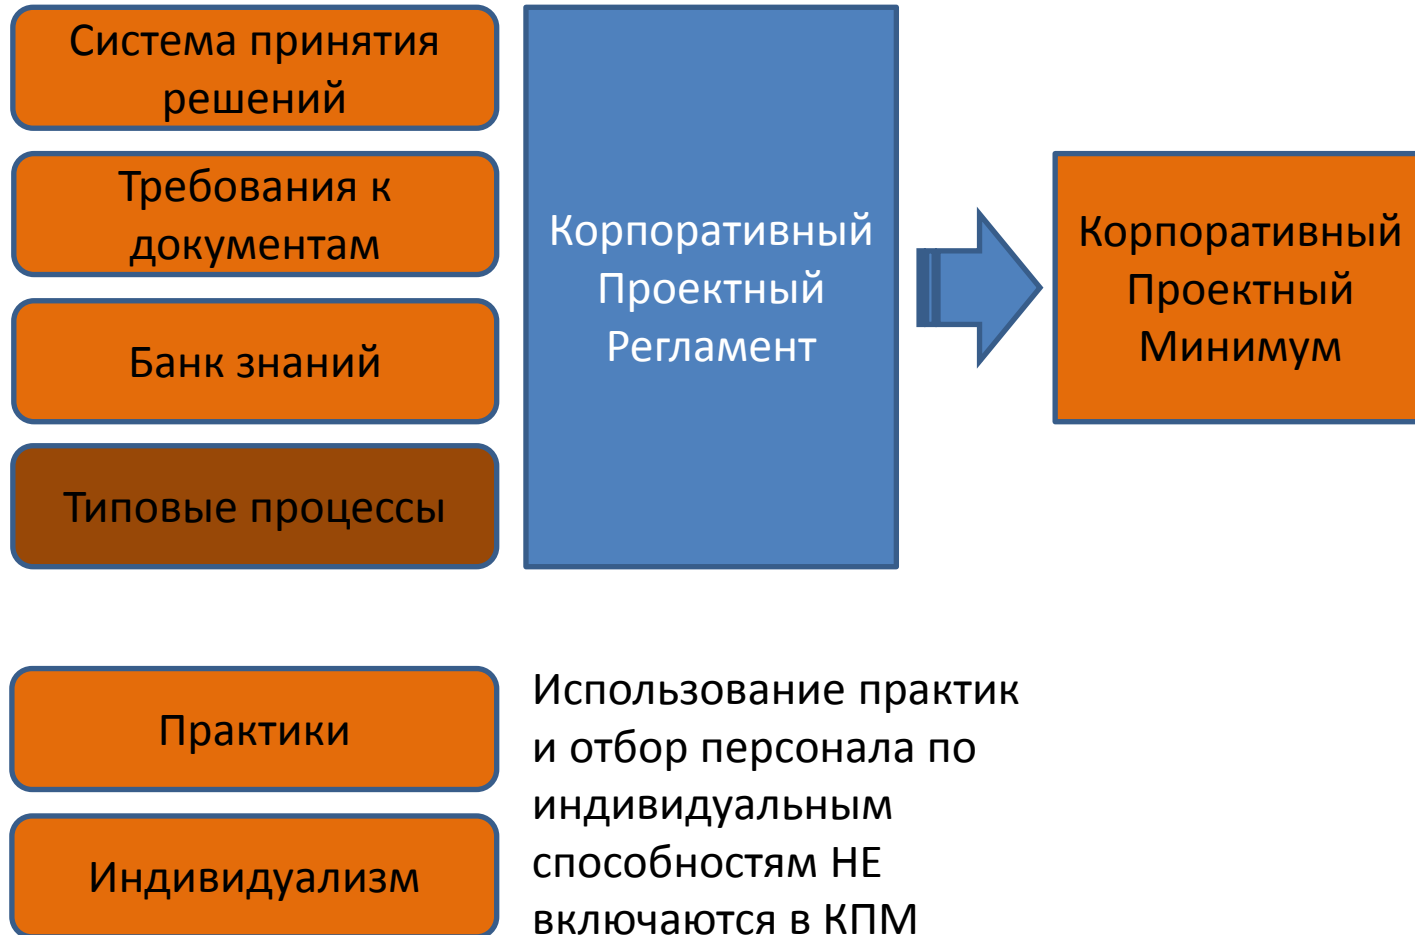 Система принятия
решений
Требования к
документам
Банк знаний
Типовые процессы
Корпоративный
Проектный
Регламент
Корпоративный
Проектный
Минимум
Практики
Индивидуализм
Использование практик
и отбор персонала по
индивидуальным
способностям НЕ
включаются в КПМ